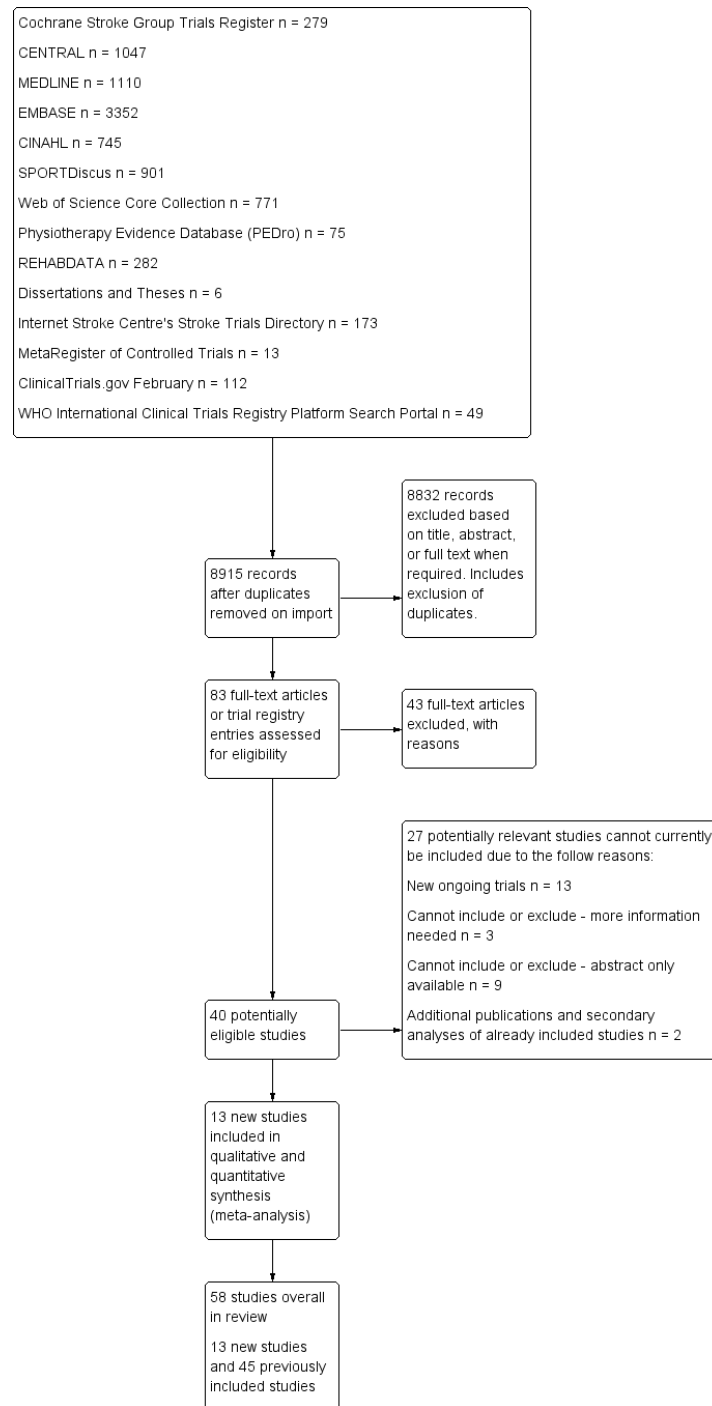 Cochrane Stroke Group Trials Register n = 279
CENTRAL n = 1047
MEDLINE n = 1110
EMBASE n = 3352
CINAHL n = 745
SPORTDiscus n = 901
Web of Science Core Collection n = 771
Physiotherapy Evidence Database (PEDro) n = 75
REHABDATA n = 282
Dissertations and Theses n = 6
Internet Stroke Centre's Stroke Trials Directory n = 173
MetaRegister of Controlled Trials n = 13
ClinicalTrials.gov February n = 112
WHO International Clinical Trials Registry Platform Search Portal n = 49
8915 records
after duplicates
removed on import
8832 records
excluded based
on title, abstract,
or full text when
required. Includes
exclusion of
duplicates.
83 full-text articles
or trial registry
entries assessed
for eligibility
43 full-text articles
excluded, with
reasons
40 potentially
eligible studies
27 potentially relevant studies cannot currently
be included due to the follow reasons:
New ongoing trials n = 13
Cannot include or exclude - more information
needed n = 3
Cannot include or exclude - abstract only
available n = 9
Additional publications and secondary
analyses of already included studies n = 2
13 new studies
included in
qualitative and
quantitative
synthesis
(meta-analysis)
58 studies overall
in review
13 new studies
and 45 previously
included studies